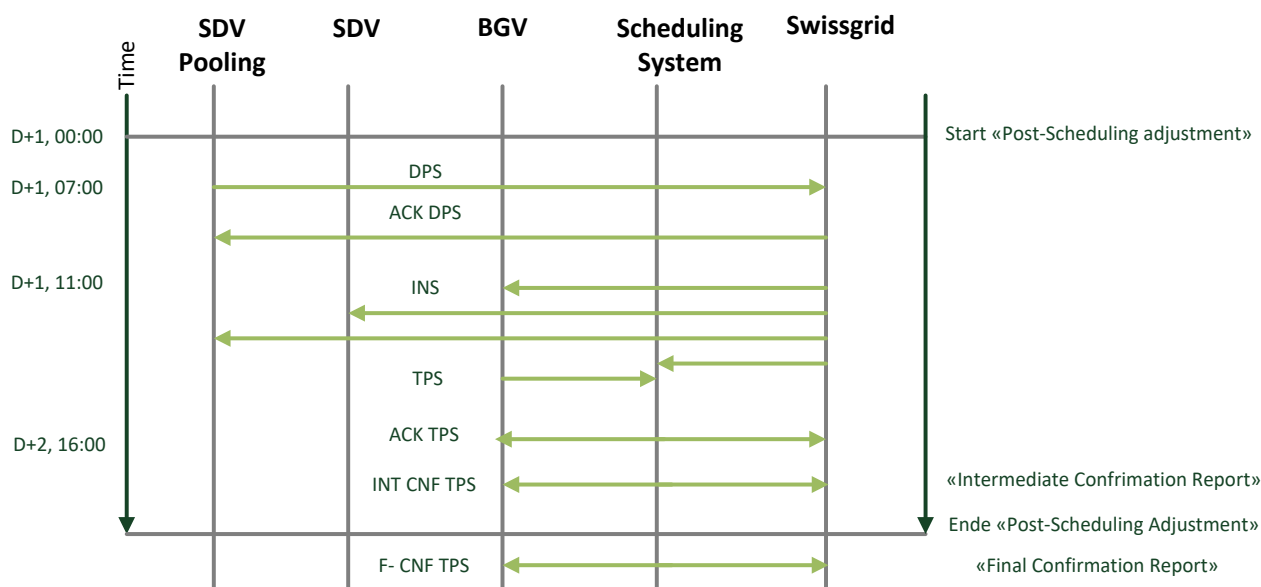 Time
SDV
Pooling
SDV
BGV
Scheduling
System
Swissgrid
D+1, 00:00
Start «Post-Scheduling adjustment»
D+1, 07:00
DPS
ACK DPS
D+1, 11:00
INS
TPS
D+2, 16:00
ACK TPS
INT CNF TPS
«Intermediate Confrimation Report»
Ende «Post-Scheduling Adjustment»
F- CNF TPS
«Final Confirmation Report»